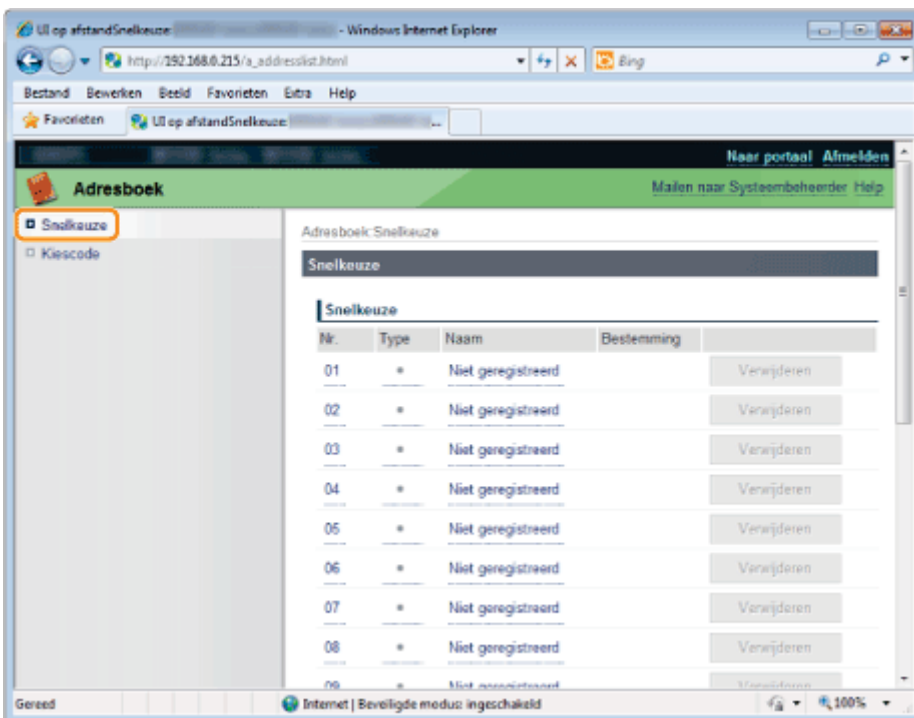 UI op afstandSnelkeuze: - Windows Internet Explorer
http://192.168.0.215/a_addresslist.html Bing
Bestand Bewerken Beeld Favorieten Extra Help
Favorieten UI op afstandSnelkeuze: ...
Naar portaal Afmelden
Adresboek Mailen naar Systeembeheerder Help
Snelkeuze
Kiescode
Adresboek:Snelkeuze
Snelkeuze
Snelkeuze
Nr. Type Naam Bestemming
01 Niet geregistreerd Verwijderen
02 Niet geregistreerd Verwijderen
03 Niet geregistreerd Verwijderen
04 Niet geregistreerd Verwijderen
05 Niet geregistreerd Verwijderen
06 Niet geregistreerd Verwijderen
07 Niet geregistreerd Verwijderen
08 Niet geregistreerd Verwijderen
09 Niet geregistreerd Verwijderen
Gereed Internet | Beveiligde modus: ingeschakeld 100%